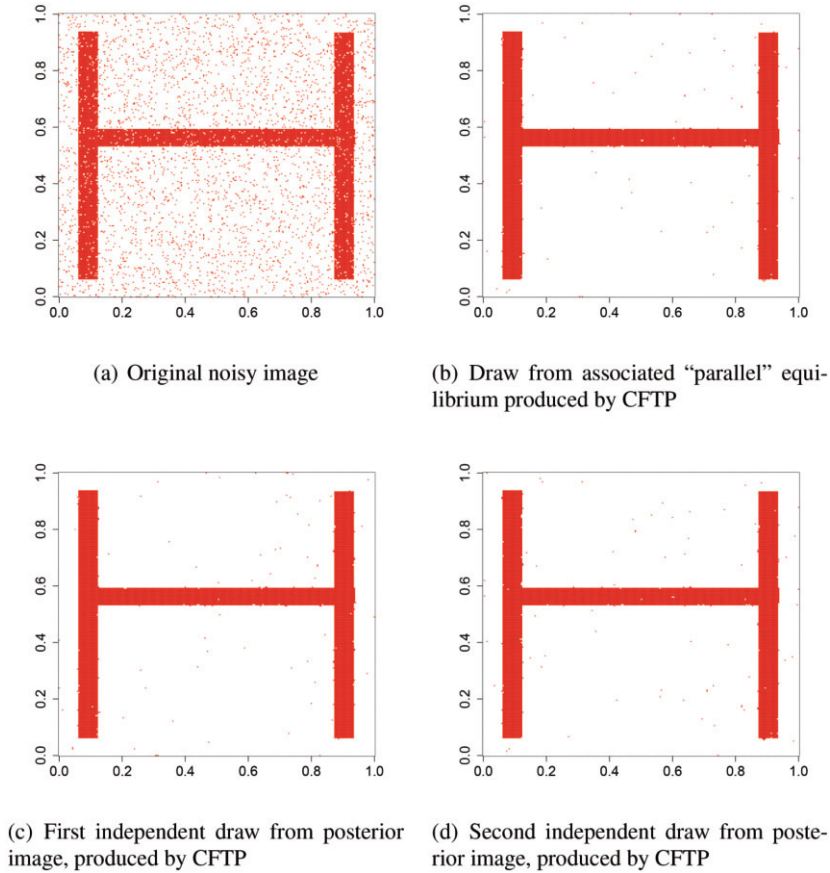 1.0
0.8
0.6
0.4
0.2
0.0
0.0 0.2 0.4 0.6 0.8 1.0
1.0
0.8
0.6
0.4
0.2
0.0
0.0 0.2 0.4 0.6 0.8 1.0
(a) Original noisy image
(b) Draw from associated “parallel” equi-
librium produced by CFTP
1.0
0.8
0.6
0.4
0.2
0.0
0.0 0.2 0.4 0.6 0.8 1.0
1.0
0.8
0.6
0.4
0.2
0.0
0.0 0.2 0.4 0.6 0.8 1.0
(c) First independent draw from posterior
image, produced by CFTP
(d) Second independent draw from poste-
rior image, produced by CFTP